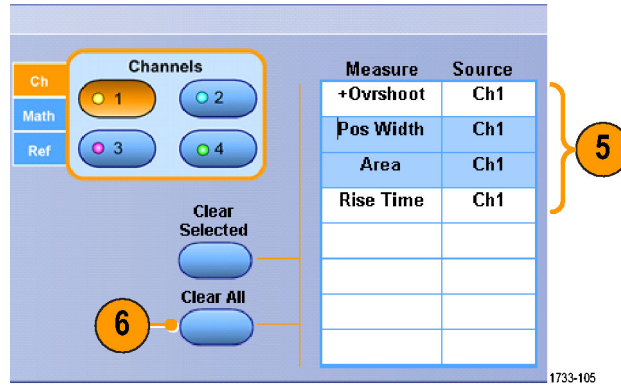 Ch
Math
Ref
Channels
1
2
3
4
Clear
Selected
Clear All
6
Measure Source
+Ovrshoot Ch1
Pos Width Ch1
Area Ch1
Rise Time Ch1
5
1733-105